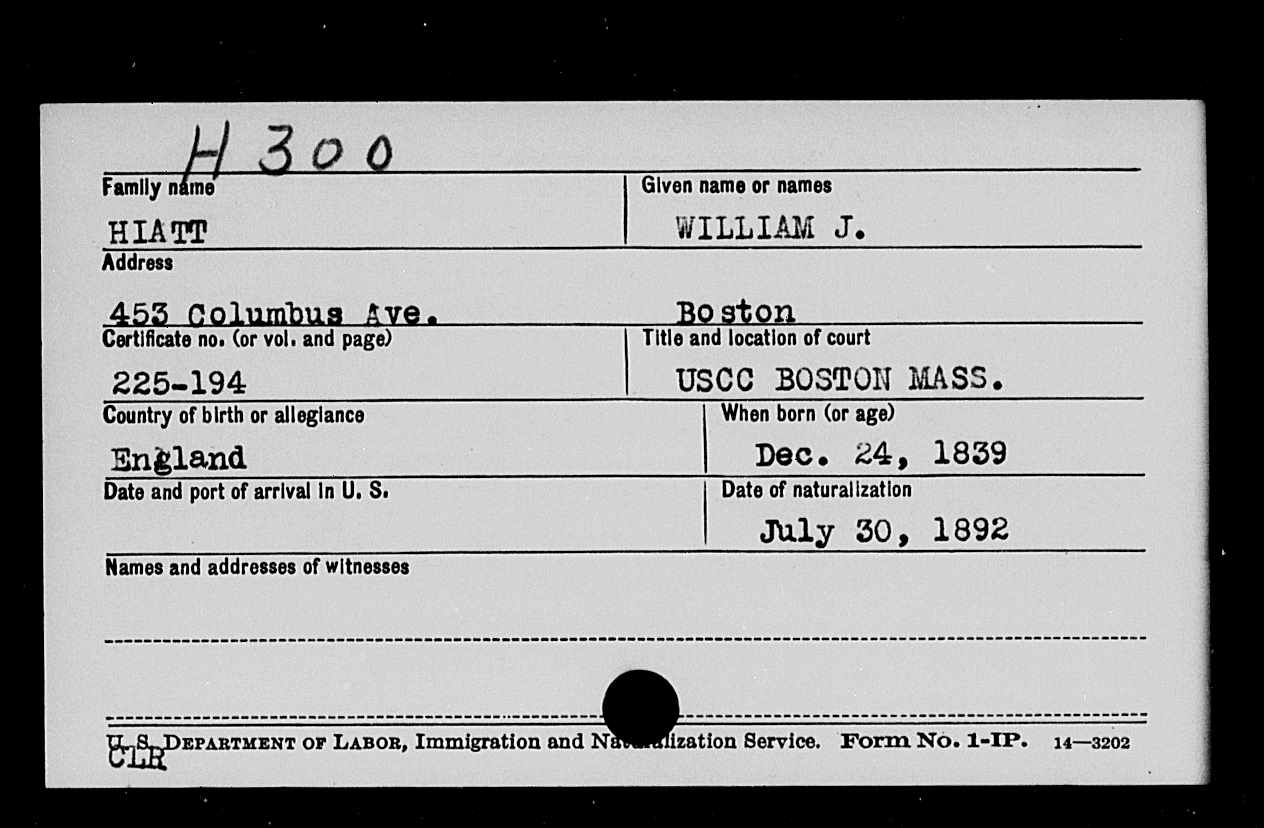 H 300
Family name Given name or names
HIATT WILLIAM J.
Address
453 Columbus Ave. Boston
Certificate no. (or vol. and page) Title and location of court
225-194 USCC BOSTON MASS.
Country of birth or allegiance When born (or age)
England Dec. 24, 1839
Date and port of arrival in U. S. Date of naturalization
July 30, 1892
Names and addresses of witnesses
U. S. DEPARTMENT OF LABOR, Immigration and Naturalization Service. Form No. 1-IP. 14—3202
CLR